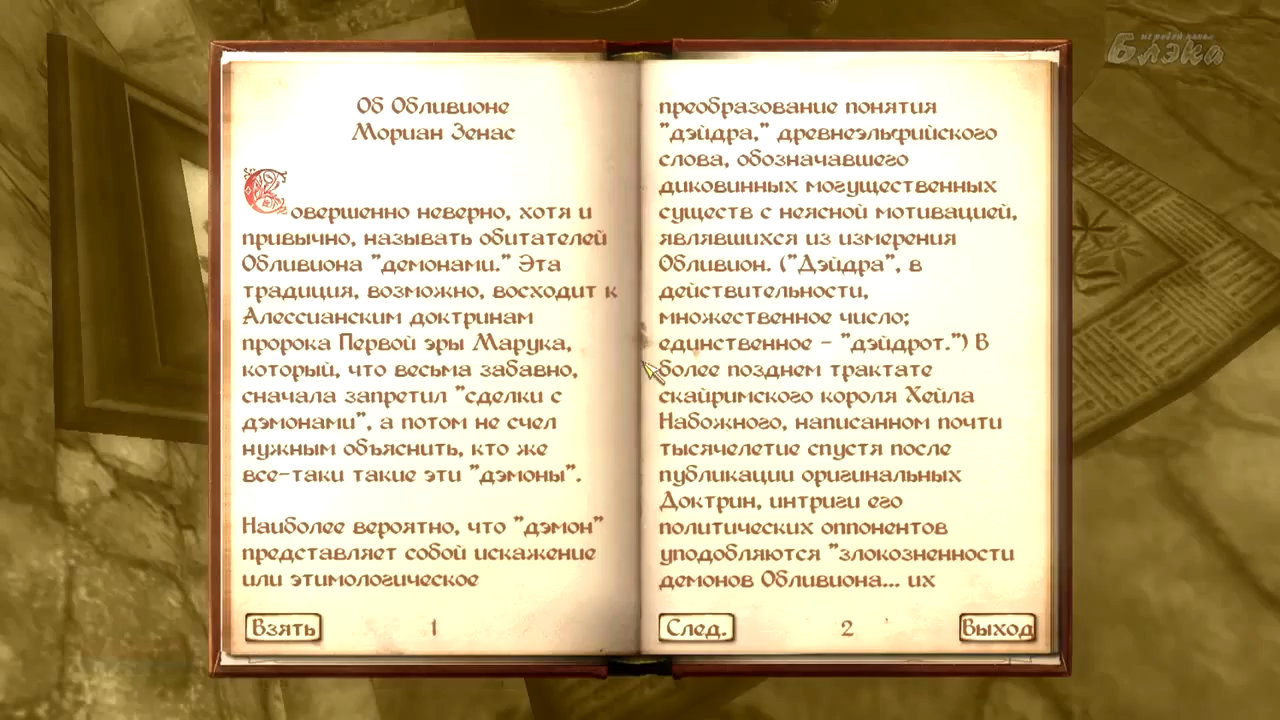 Об Обливионе
Мориан Зенас
Совершенно неверно, хотя и
привычно, называть обитателей
Обливиона "демонами." Эта
традиция, возможно, восходит к
Алессианским доктринам
пророка Первой эры Марука,
который, что весьма забавно,
сначала запретил "сделки с
дэмонами", а потом не счел
нужным объяснить, кто же
все-таки такие эти "дэмоны".
Наиболее вероятно, что "дэмон"
представляет собой искажение
или этимологическое
Взять
1
преобразование понятия
"дэйдра," древнеэльфийского
слова, обозначавшего
диковинных могущественных
существ с неясной мотивацией,
являвшихся из измерения
Обливион. ("Дэйдра", в
действительности,
множественное число;
единственное - "дэйдрот.") В
более позднем трактате
скайримского короля Хейла
Набожного, написанном почти
тысячелетие спустя после
публикации оригинальных
Доктрин, интриги его
политических оппонентов
уподобляются "злокозненности
демонов Обливиона... их
След.
2
Выход
игровой канал
Блэка